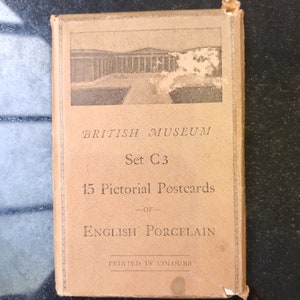 BRITISH MUSEUM
Set C3
15 Pictorial Postcards
—OF—
ENGLISH PORCELAIN
PRINTED IN COLOURS